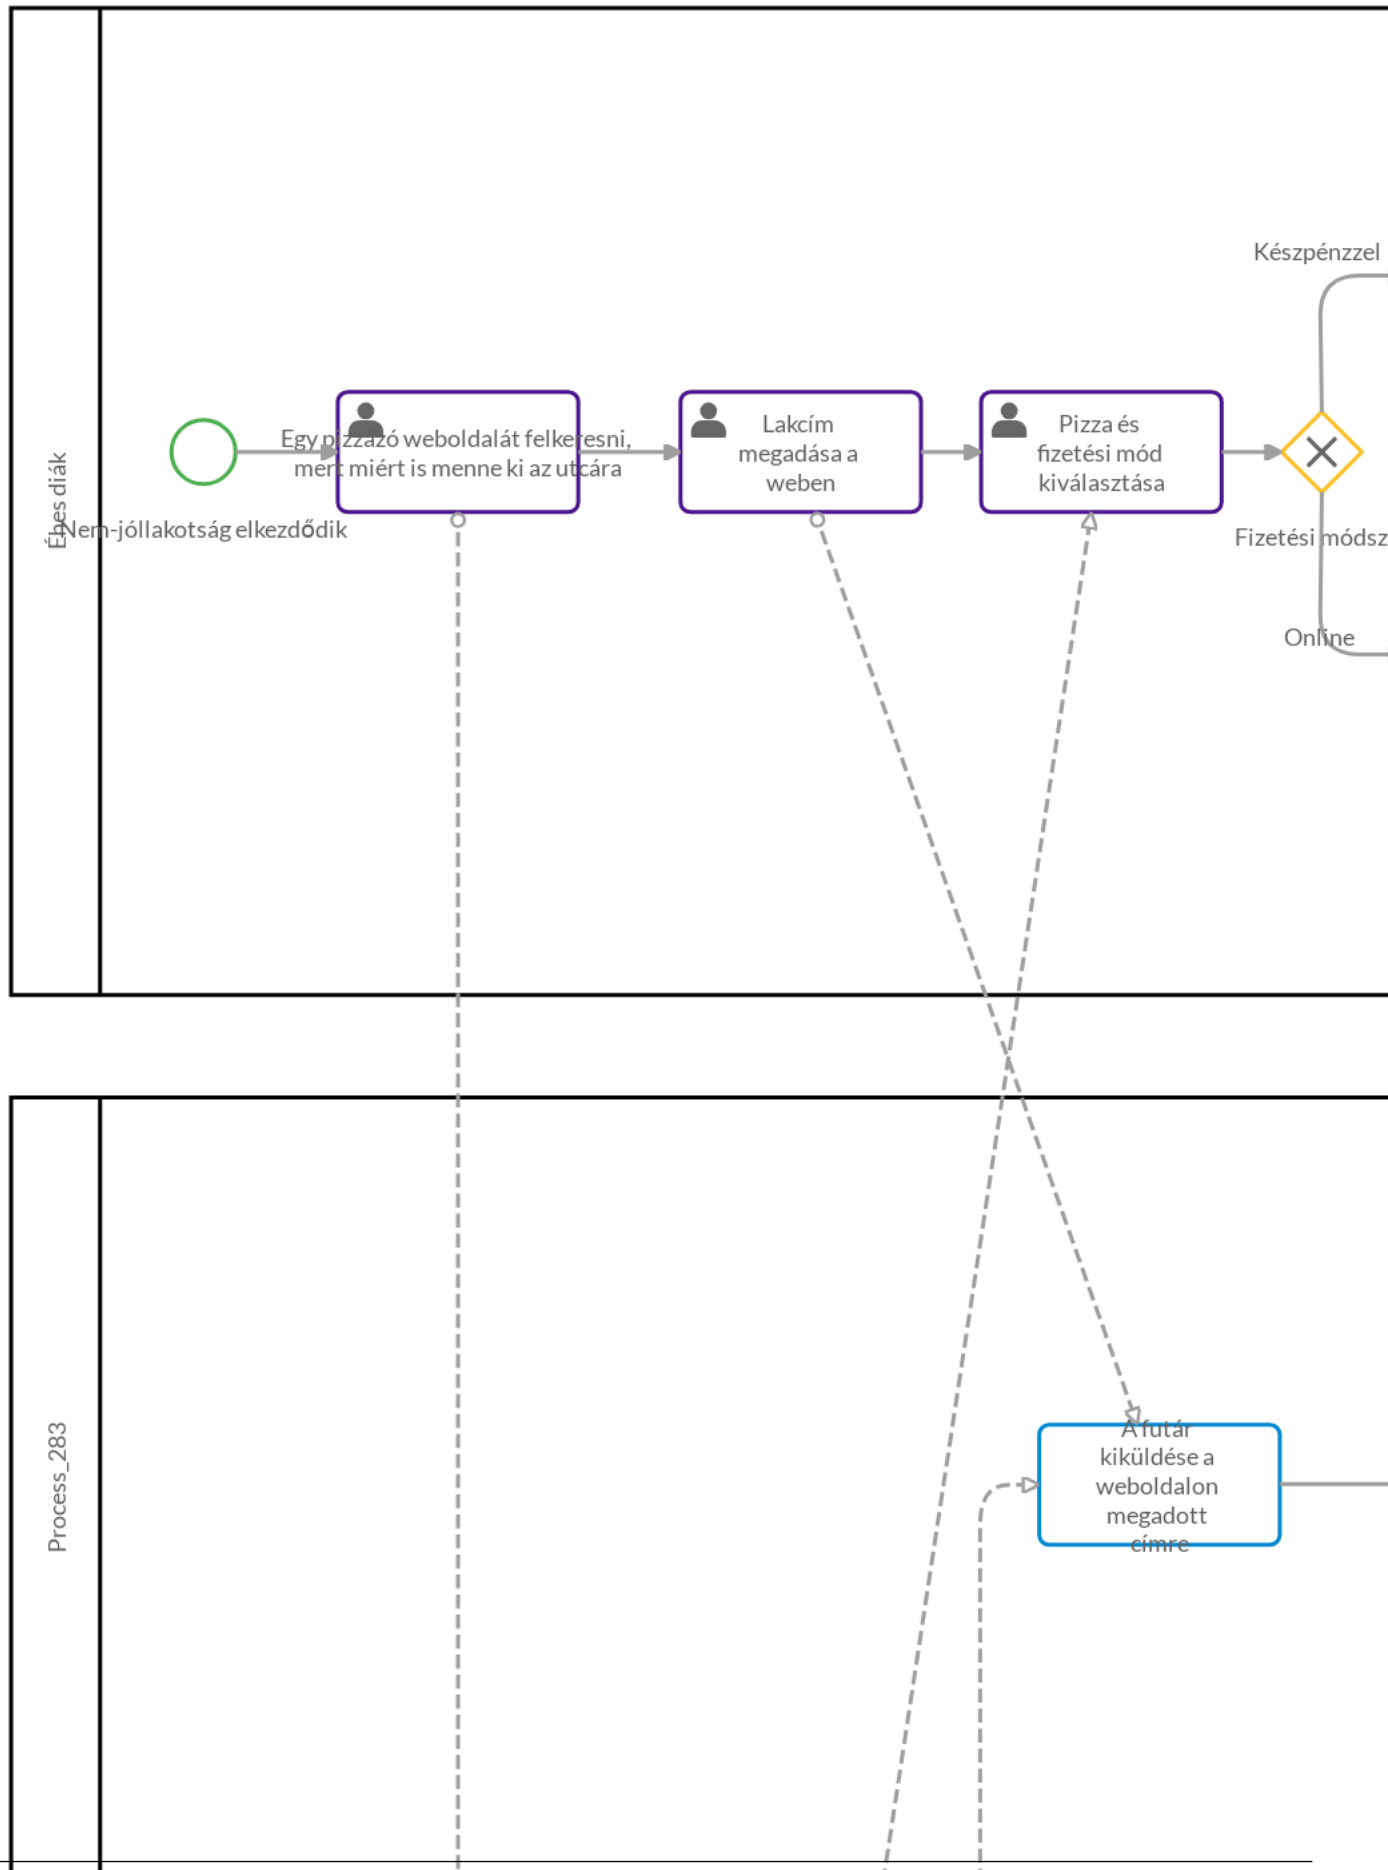 Éhes diák
Nem-jóllakotság elkezdődik
Egy pizzázó weboldalát felkeresni,
mert miért is menne ki az utcára
Lakcím
megadása a
weben
Pizza és
fizetési mód
kiválasztása
Készpénzzel
Fizetési módsz
Online
Process_283
A futár
kiküldése a
weboldalon
megadott
címre